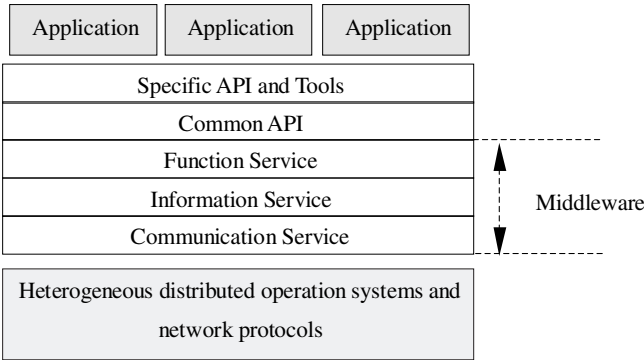 Application
Application
Application
Specific API and Tools
Common API
Function Service
Information Service
Middleware
Communication Service
Heterogeneous distributed operation systems and
network protocols